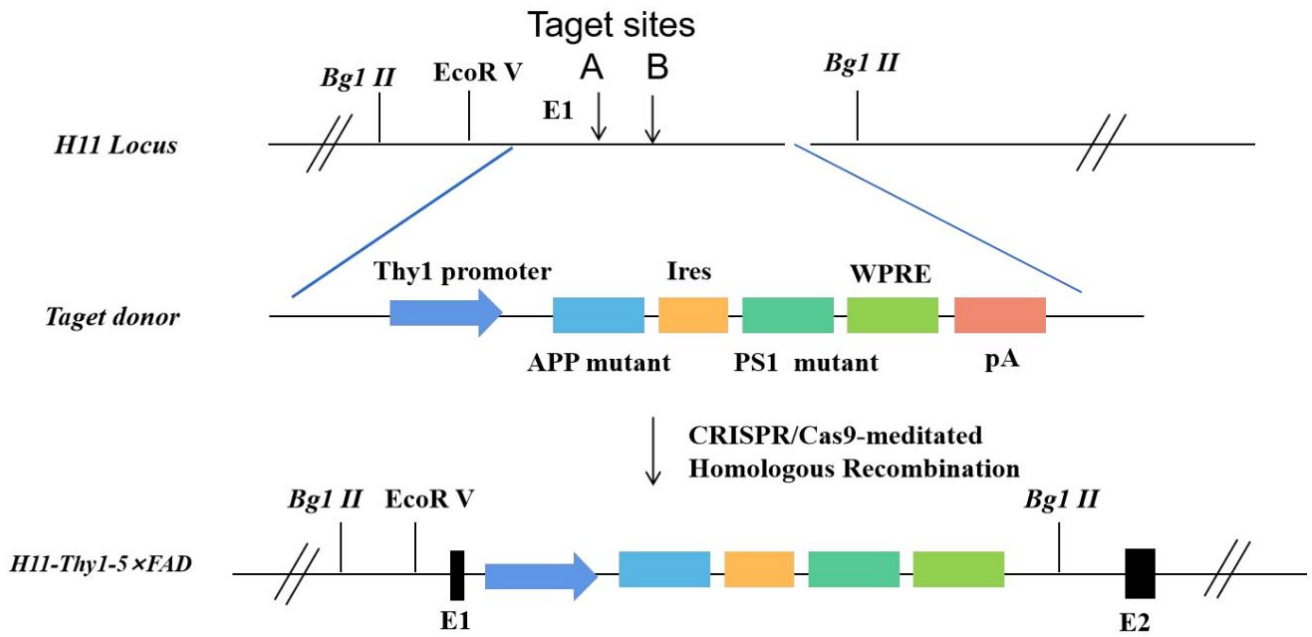 Taget sites
A B
Bg1 II
EcoR V
E1
Bg1 II
H11 Locus
Thy1 promoter
Ires
WPRE
Taget donor
APP mutant
PS1 mutant
pA
CRISPR/Cas9-meditated
Homologous Recombination
Bg1 II
EcoR V
Bg1 II
H11-Thy1-5×FAD
E1
E2